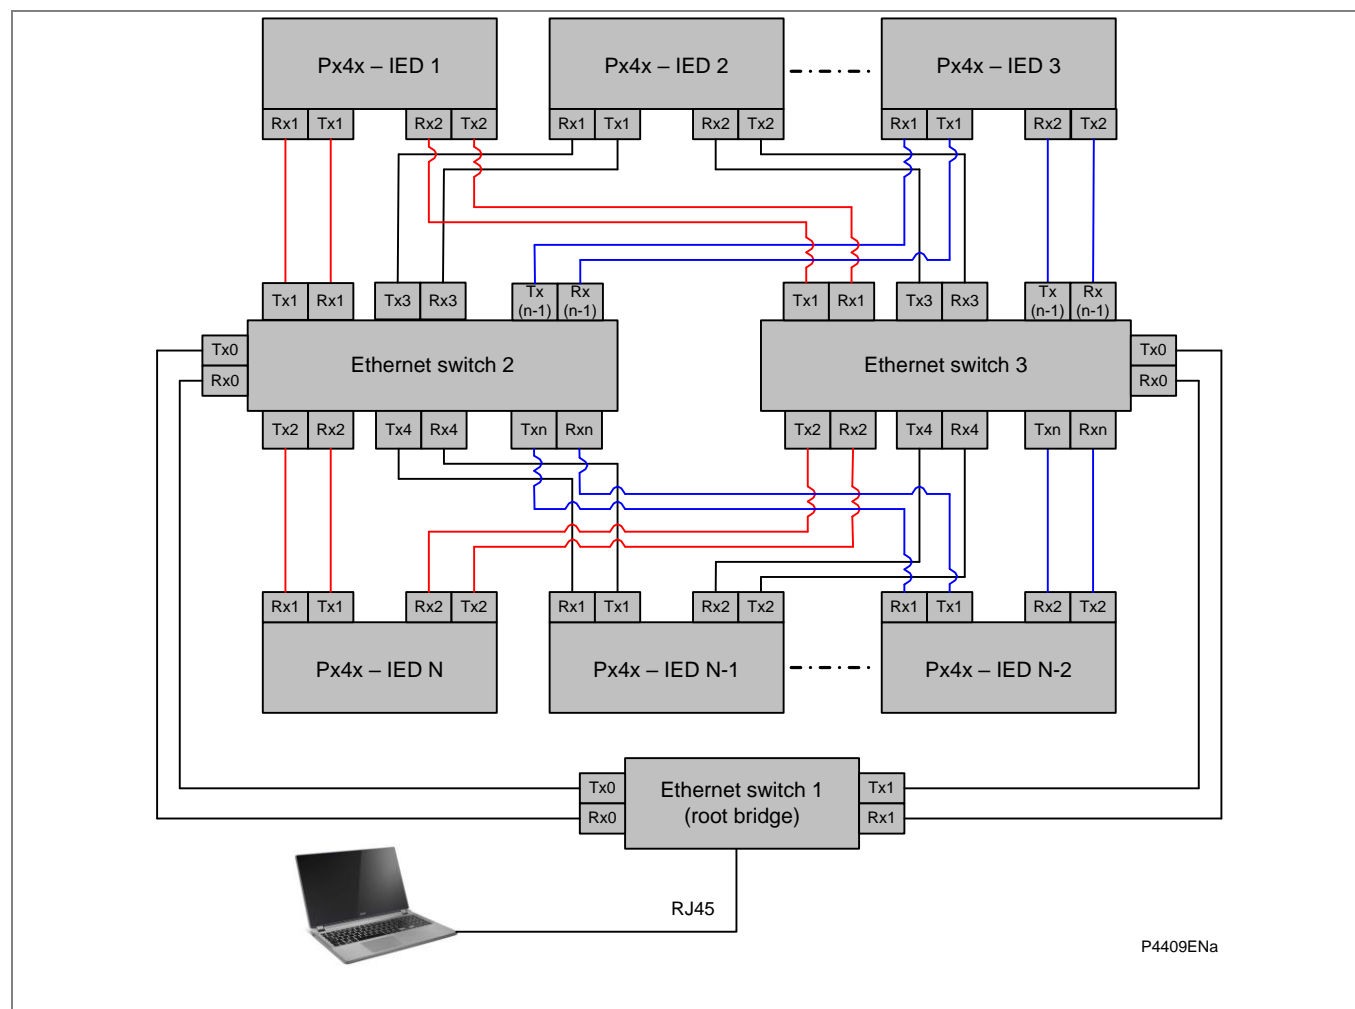 Px4x – IED 1
Px4x – IED 2
Px4x – IED 3
Rx1 Tx1 Rx2 Tx2
Rx1 Tx1 Rx2 Tx2
Rx1 Tx1 Rx2 Tx2
Tx1 Rx1 Tx3 Rx3 Tx (n-1) Rx (n-1)
Tx1 Rx1 Tx3 Rx3 Tx (n-1) Rx (n-1)
Tx0
Rx0
Ethernet switch 2
Ethernet switch 3
Tx0
Rx0
Tx2 Rx2 Tx4 Rx4 Txn Rxn
Tx2 Rx2 Tx4 Rx4 Txn Rxn
Rx1 Tx1 Rx2 Tx2
Rx1 Tx1 Rx2 Tx2
Rx1 Tx1 Rx2 Tx2
Px4x – IED N
Px4x – IED N-1
Px4x – IED N-2
Tx0
Rx0
Ethernet switch 1
(root bridge)
Tx1
Rx1
RJ45
P4409ENa